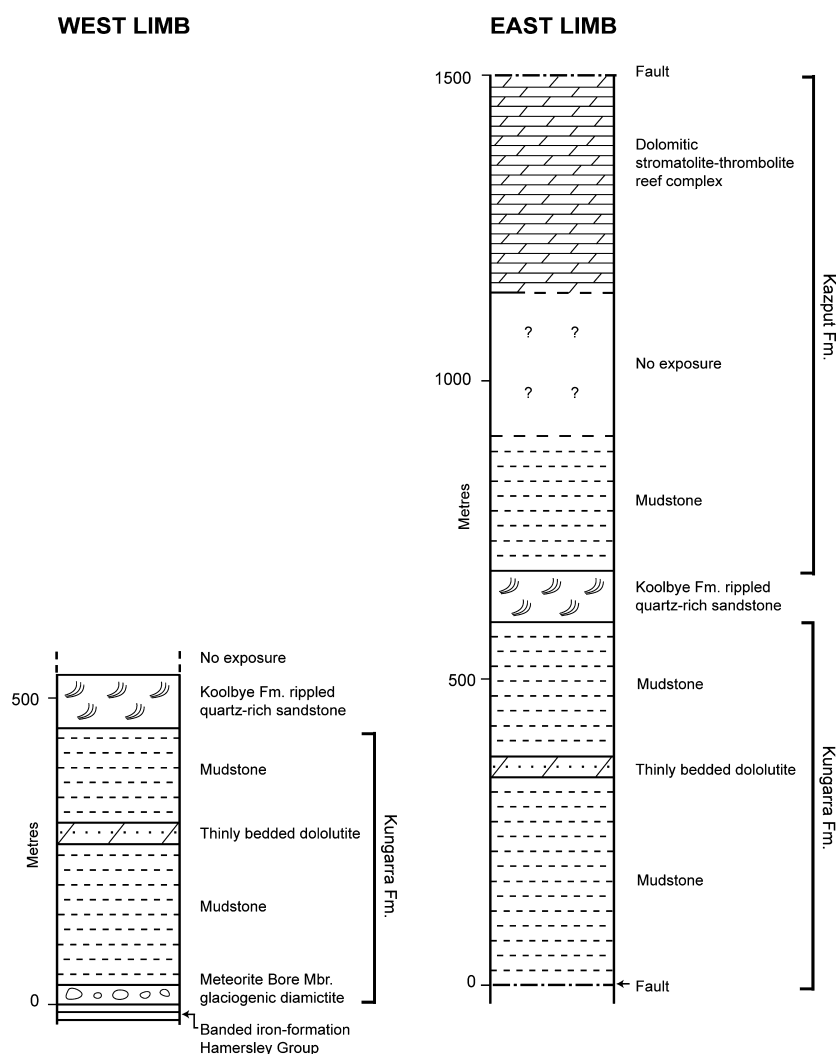 WEST LIMB
No exposure
500
Koolbye Fm. rippled
quartz-rich sandstone
Mudstone
Metres
Thinly bedded dololutite
Kungarra Fm.
Mudstone
Meteorite Bore Mbr.
glaciogenic diamictite
0
Banded iron-formation
Hamersley Group
EAST LIMB
1500
Fault
Dolomitic
stromatolite-thrombolite
reef complex
Kazput Fm.
? ?
No exposure
1000
? ?
Metres
Mudstone
Koolbye Fm. rippled
quartz-rich sandstone
500
Mudstone
Thinly bedded dololutite
Kungarra Fm.
Mudstone
0
Fault